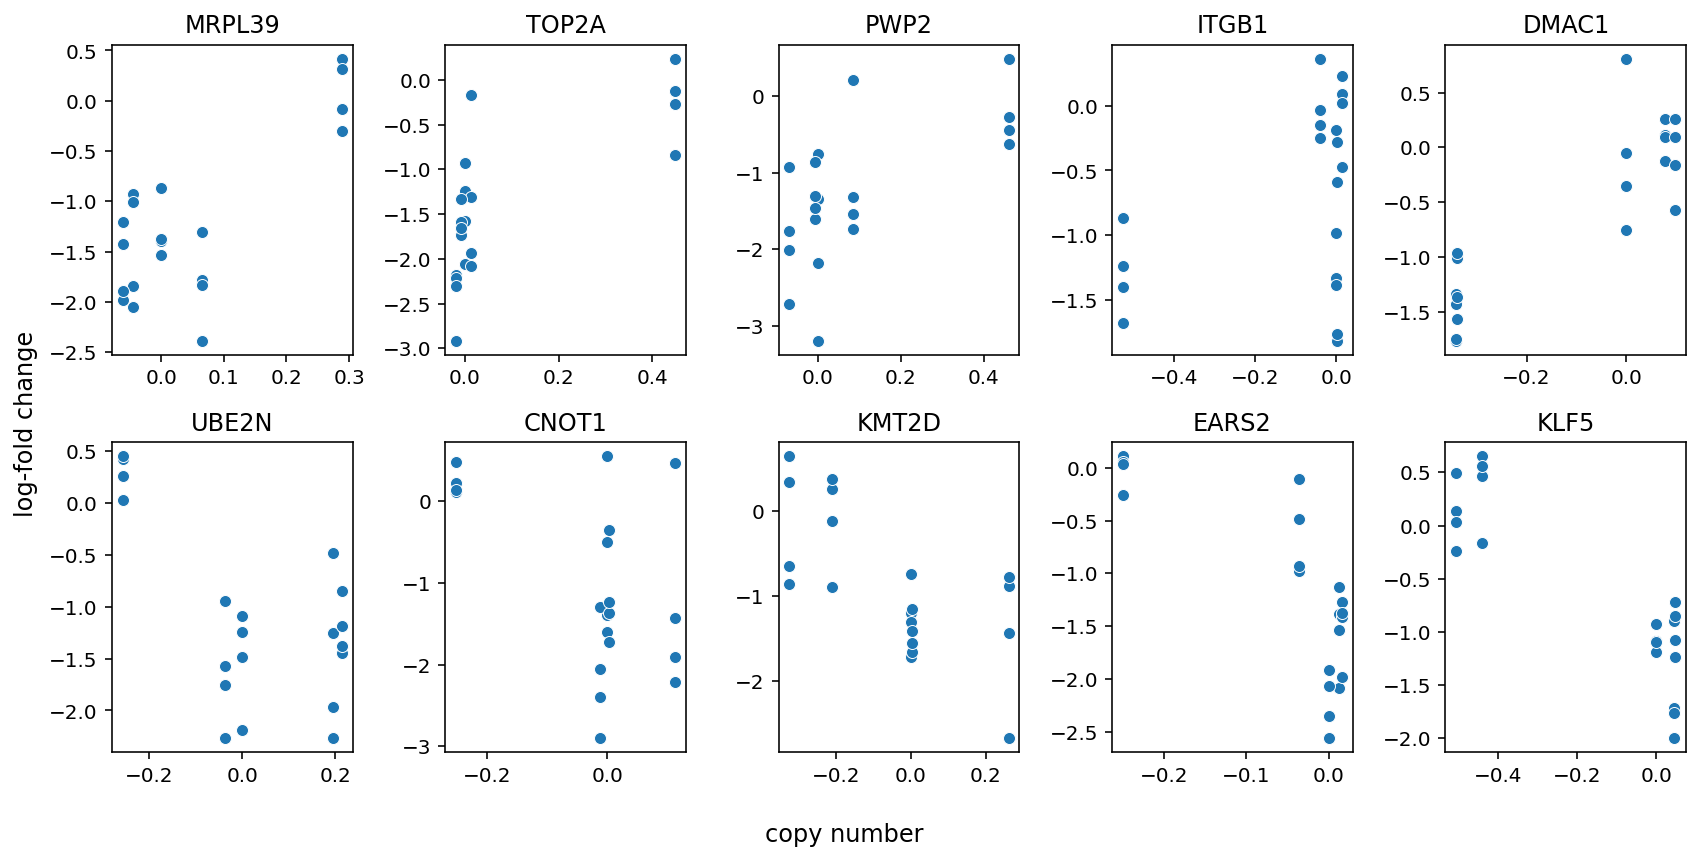 MRPL39 TOP2A PWP2 ITGB1 DMAC1
0.5 0.0 −0.5 −1.0 −1.5 −2.0 −2.5
0.0 0.1 0.2 0.3
0.0 −0.5 −1.0 −1.5 −2.0 −2.5 −3.0
0.0 0.2 0.4
0 −1 −2 −3
0.0 0.2 0.4
0.0 −0.5 −1.0 −1.5
−0.4 −0.2 0.0
0.5 0.0 −0.5 −1.0 −1.5
−0.2 0.0
log-fold change
UBE2N CNOT1 KMT2D EARS2 KLF5
0.5 0.0 −0.5 −1.0 −1.5 −2.0
−0.2 0.0 0.2
0 −1 −2 −3
−0.2 0.0
0 −1 −2
−0.2 0.0 0.2
0.0 −0.5 −1.0 −1.5 −2.0 −2.5
−0.2 −0.1 0.0
0.5 0.0 −0.5 −1.0 −1.5 −2.0
−0.4 −0.2 0.0
copy number